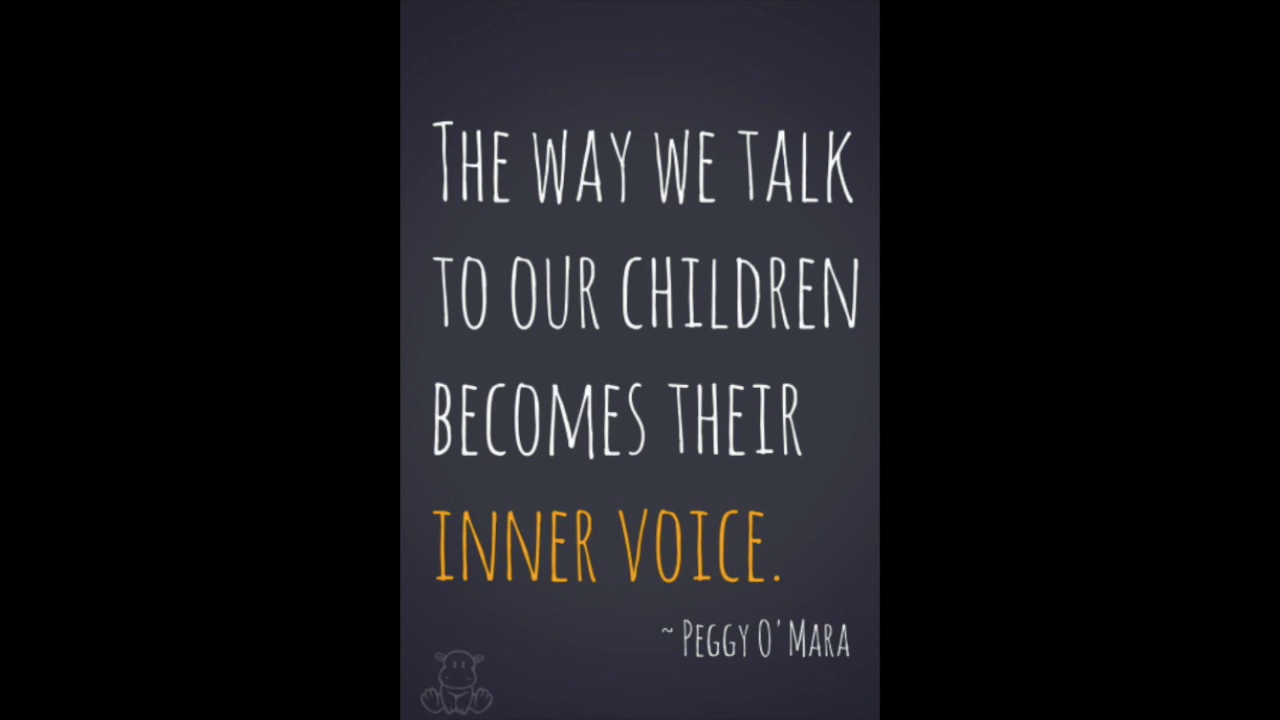 THE WAY WE TALK
TO OUR CHILDREN
BECOMES THEIR
INNER VOICE.
~ PEGGY O'MARA